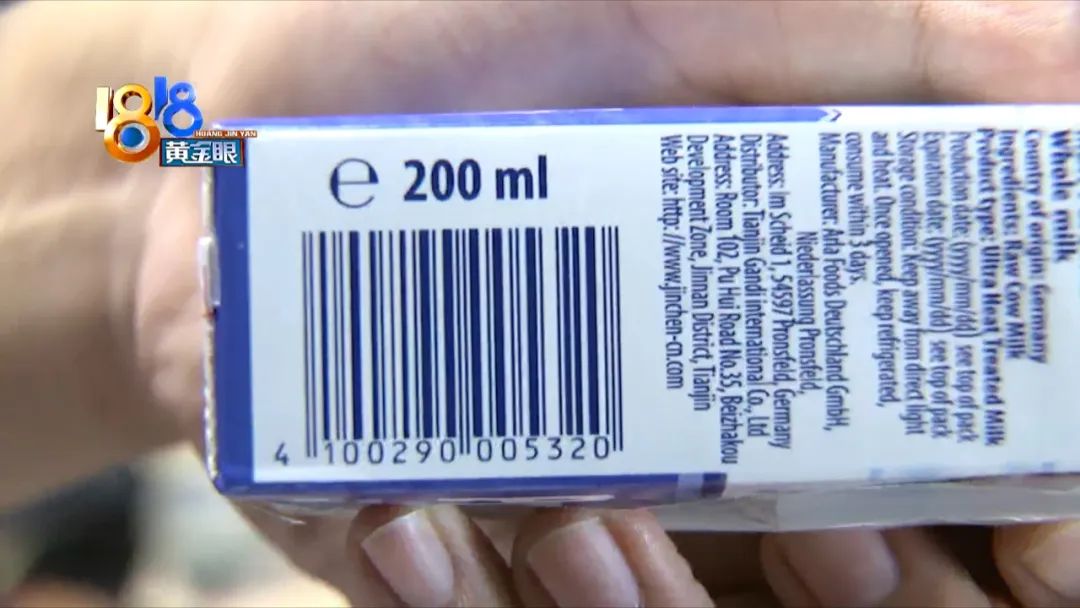 1818
HUANG JIN YAN
黄金眼
e 200 ml
4 100290 005320
Whole milk
Country of origin: Germany
Ingredients: Raw Cow Milk
Product type: Ultra Heat Treated Milk
Production date (yyyy/mm/dd) see top of pack
Expiration date: (yyyy/mm/dd) see top of pack
Storage condition: Keep away from dried light
and heat. Once opened, keep refrigerated,
consume within 3 days.
Manufacturer: Arla Foods Deutschland GmbH,
Niederlassung Pronsfeld,
Address: Im Scheid 1, 54597 Pronsfeld, Germany
Distributor: Tianjin Gandi international Co., Ltd
Address: Room 102, Pu Hui Road No.35, Beizhakou
Development Zone, Jinnan District, Tianjin
Web site: http://www.jinchen-cn.com